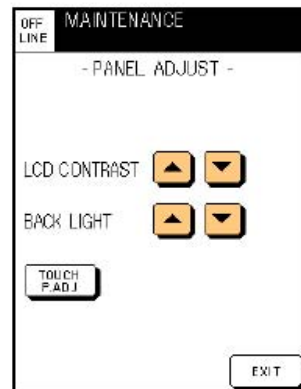 OFF
LINE
MAINTENANCE
- PANEL ADJUST -
LCD CONTRAST
BACK LIGHT
TOUCH
P.ADJ
EXIT